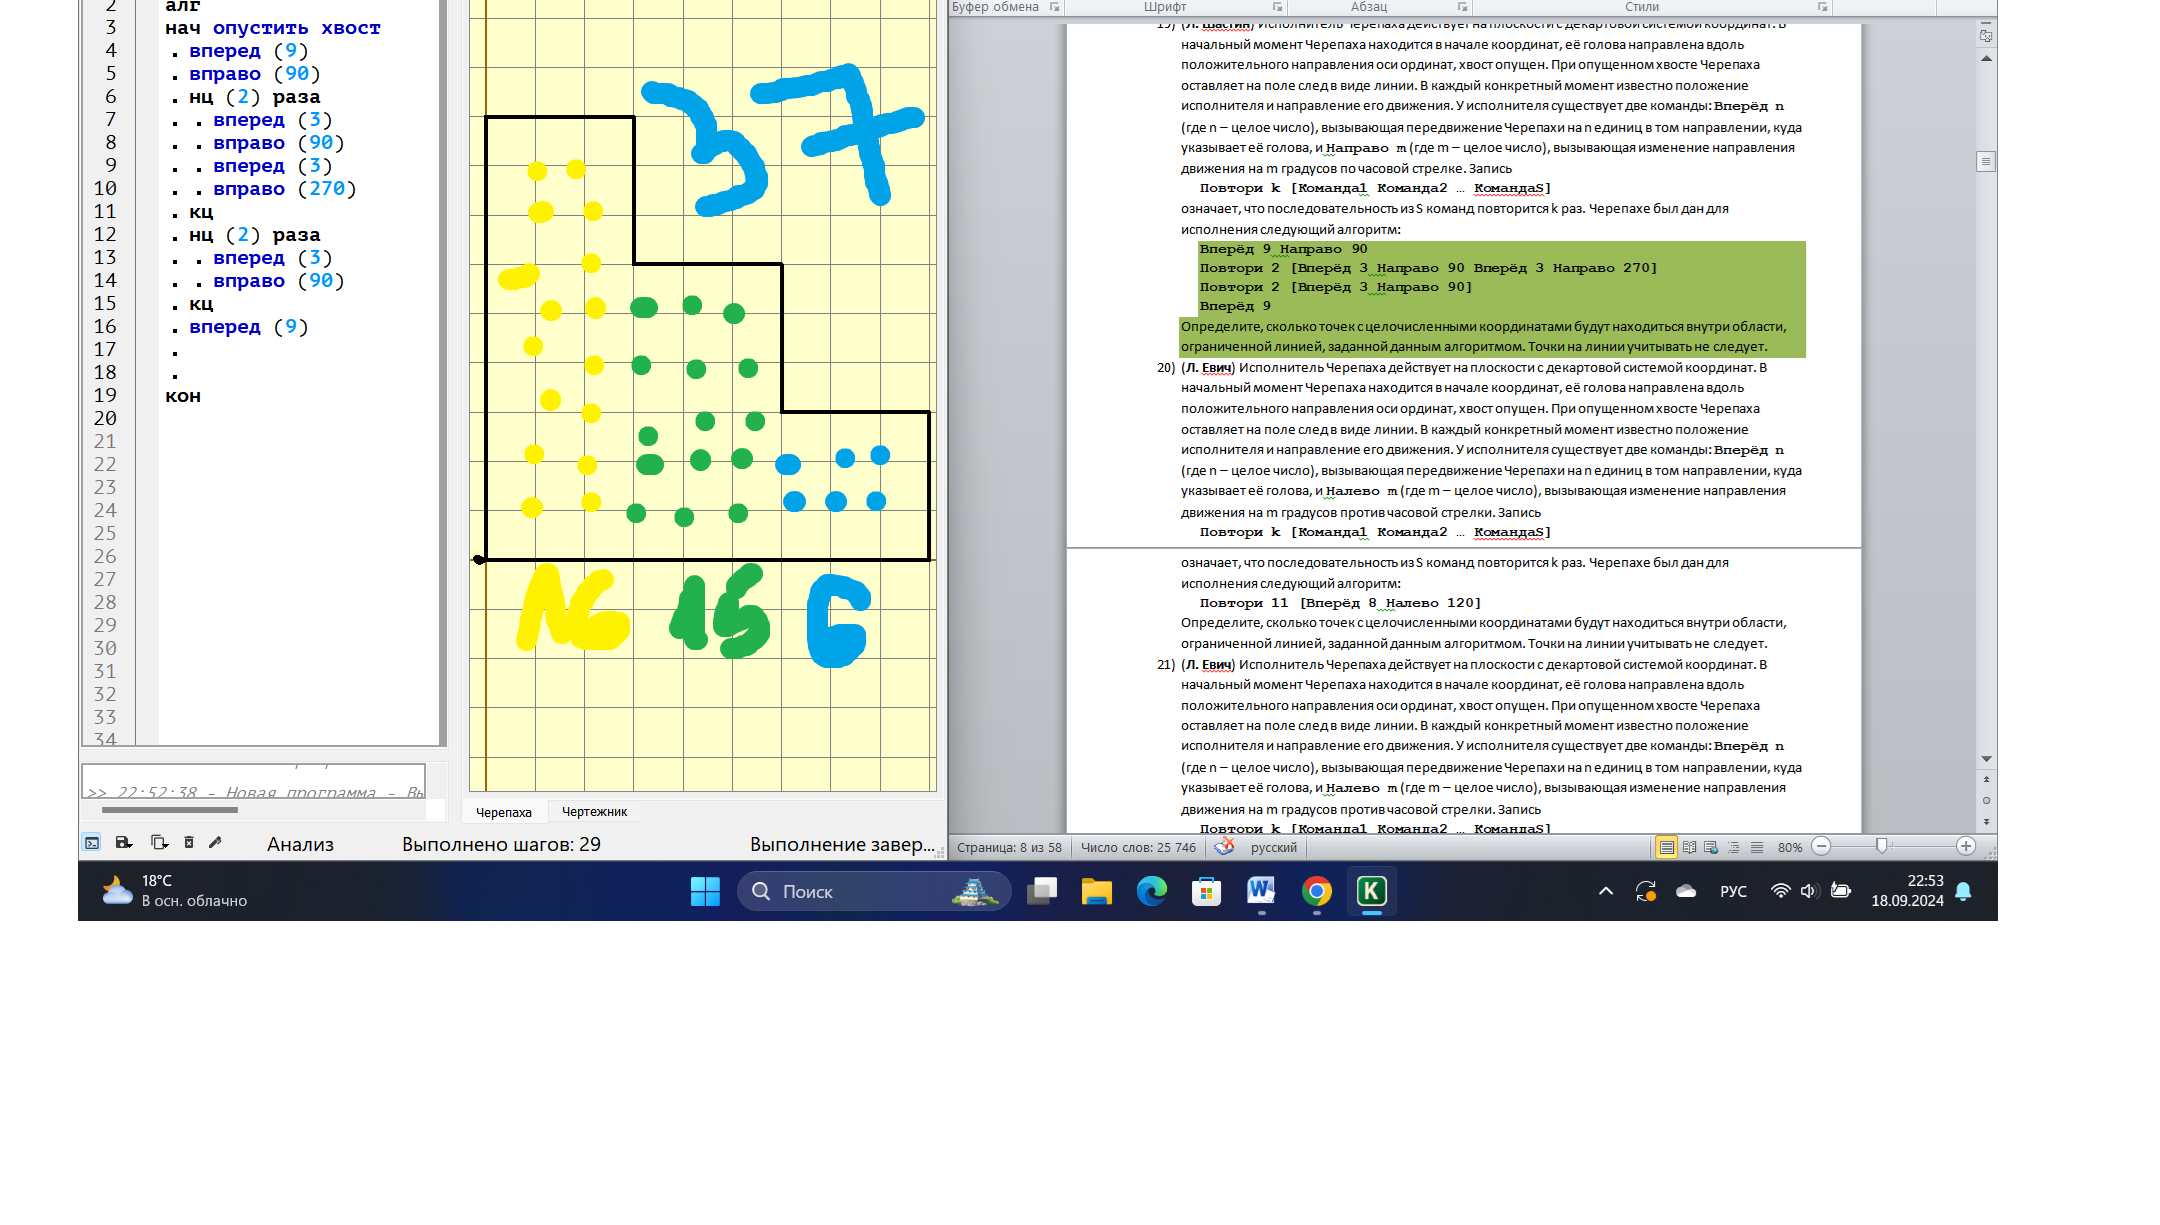 2 алг
3 нач опустить хвост
4 . вперед (9)
5 . вправо (90)
6 . нц (2) раза
7 . . вперед (3)
8 . . вправо (90)
9 . . вперед (3)
10 . . вправо (270)
11 . кц
12 . нц (2) раза
13 . . вперед (3)
14 . . вправо (90)
15 . кц
16 . вперед (9)
17 .
18 .
19 кон
20
21
22
23
24
25
26
27
28
29
30
31
32
33
34
>> 22:52:38 - Новая программа - Вы
37
16 15 6
Черепаха Чертежник
Анализ Выполнено шагов: 29 Выполнение завер...
Буфер обмена Шрифт Абзац Стили
19) (Л. Шастин) Исполнитель Черепаха действует на плоскости с декартовой системой координат. В
начальный момент Черепаха находится в начале координат, её голова направлена вдоль
положительного направления оси ординат, хвост опущен. При опущенном хвосте Черепаха
оставляет на поле след в виде линии. В каждый конкретный момент известно положение
исполнителя и направление его движения. У исполнителя существует две команды: Вперёд n
(где n – целое число), вызывающая передвижение Черепахи на n единиц в том направлении, куда
указывает её голова, и Направо m (где m – целое число), вызывающая изменение направления
движения на m градусов по часовой стрелке. Запись
Повтори k [Команда1 Команда2 … КомандаS]
означает, что последовательность из S команд повторится k раз. Черепахе был дан для
исполнения следующий алгоритм:
Вперёд 9 Направо 90
Повтори 2 [Вперёд 3 Направо 90 Вперёд 3 Направо 270]
Повтори 2 [Вперёд 3 Направо 90]
Вперёд 9
Определите, сколько точек с целочисленными координатами будут находиться внутри области,
ограниченной линией, заданной данным алгоритмом. Точки на линии учитывать не следует.
20) (Л. Евич) Исполнитель Черепаха действует на плоскости с декартовой системой координат. В
начальный момент Черепаха находится в начале координат, её голова направлена вдоль
положительного направления оси ординат, хвост опущен. При опущенном хвосте Черепаха
оставляет на поле след в виде линии. В каждый конкретный момент известно положение
исполнителя и направление его движения. У исполнителя существует две команды: Вперёд n
(где n – целое число), вызывающая передвижение Черепахи на n единиц в том направлении, куда
указывает её голова, и Налево m (где m – целое число), вызывающая изменение направления
движения на m градусов против часовой стрелки. Запись
Повтори k [Команда1 Команда2 … КомандаS]
означает, что последовательность из S команд повторится k раз. Черепахе был дан для
исполнения следующий алгоритм:
Повтори 11 [Вперёд 8 Налево 120]
Определите, сколько точек с целочисленными координатами будут находиться внутри области,
ограниченной линией, заданной данным алгоритмом. Точки на линии учитывать не следует.
21) (Л. Евич) Исполнитель Черепаха действует на плоскости с декартовой системой координат. В
начальный момент Черепаха находится в начале координат, её голова направлена вдоль
положительного направления оси ординат, хвост опущен. При опущенном хвосте Черепаха
оставляет на поле след в виде линии. В каждый конкретный момент известно положение
исполнителя и направление его движения. У исполнителя существует две команды: Вперёд n
(где n – целое число), вызывающая передвижение Черепахи на n единиц в том направлении, куда
указывает её голова, и Налево m (где m – целое число), вызывающая изменение направления
движения на m градусов против часовой стрелки. Запись
Повтори k [Команда1 Команда2 … КомандаS]
Страница: 8 из 58 Число слов: 25 746 русский 80%
18°C
В осн. облачно
Поиск
РУС
22:53
18.09.2024